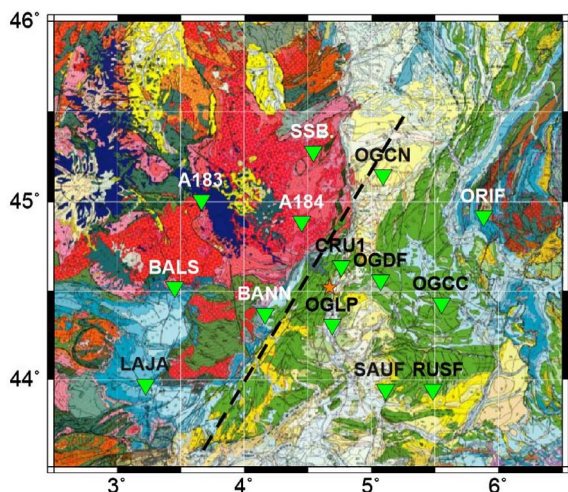 46°
SSB
OGCN
A183
ORIF
45°
A184
CRU1
OGDF
BALS
OGCC
BANN
OGLP
LAJA
SAUF RUSF
44°
3° 4° 5° 6°